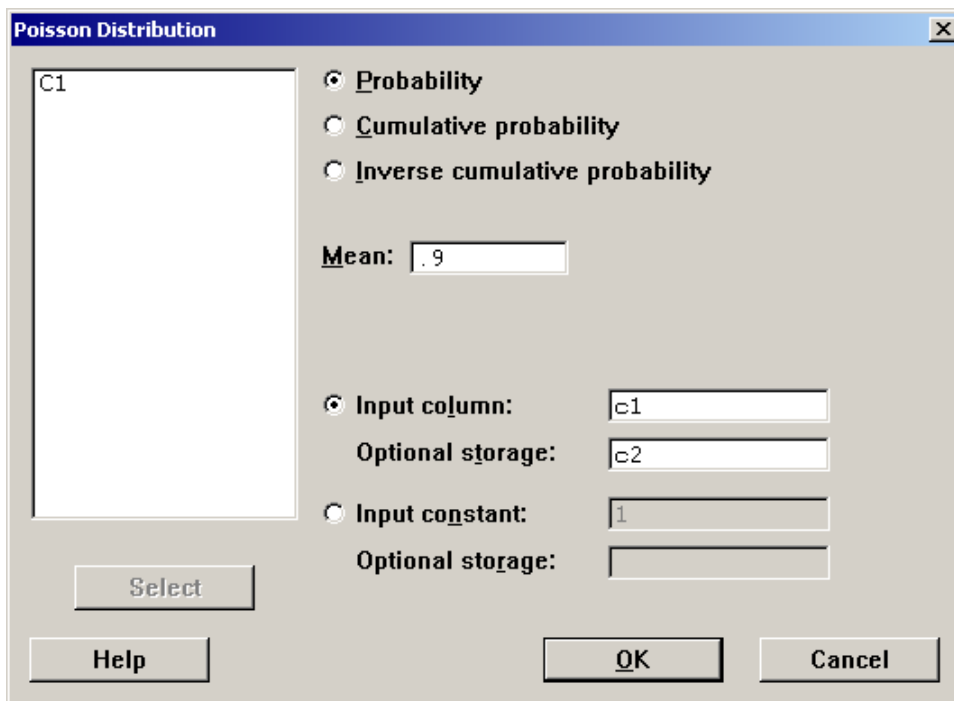 Poisson Distribution
C1
Probability
Cumulative probability
Inverse cumulative probability
Mean: .9
Input column: c1
Optional storage: c2
Input constant: 1
Optional storage:
Select
Help
OK
Cancel